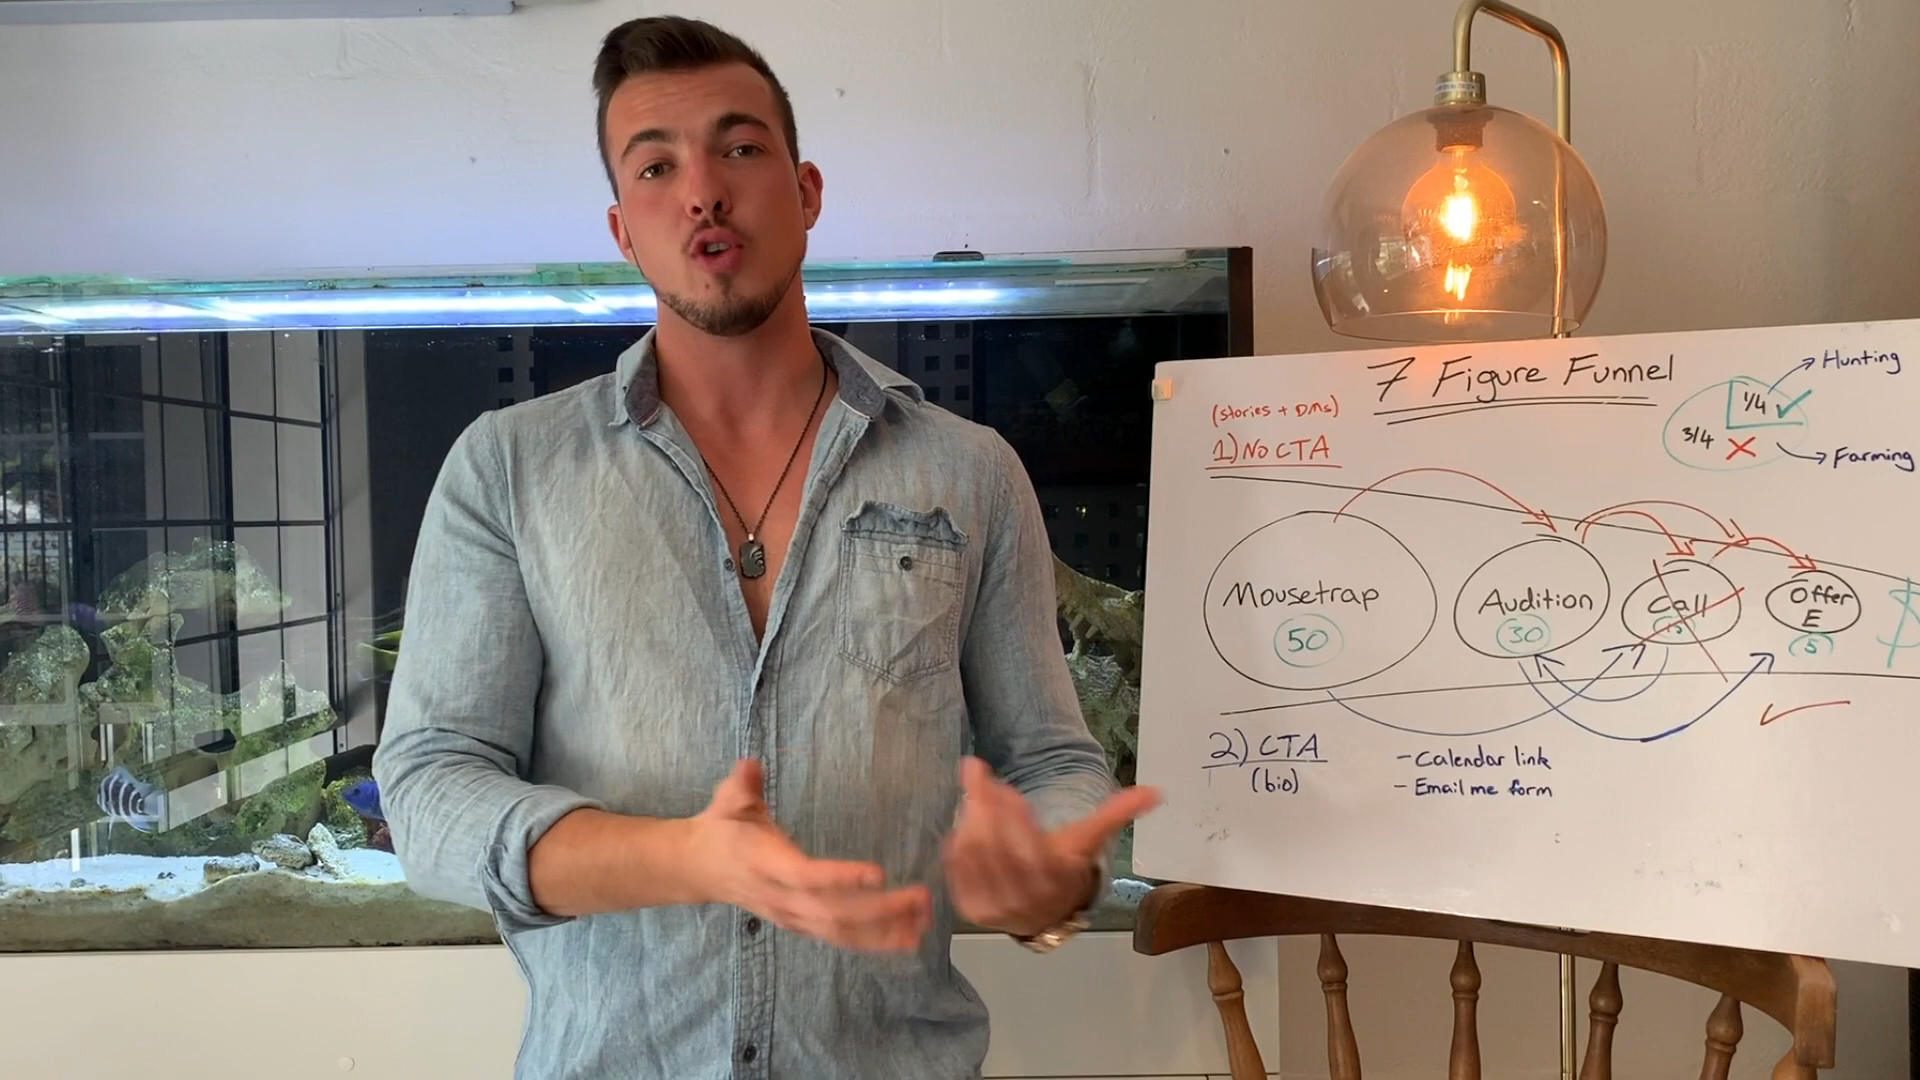 7 Figure Funnel
Hunting
1/4 ✓
3/4 X
Farming
(stories + DMs)
1) NO CTA
Mousetrap
50
Audition
30
Call
Offer
E
5
$
2) CTA
(bio)
- Calendar link
- Email me form